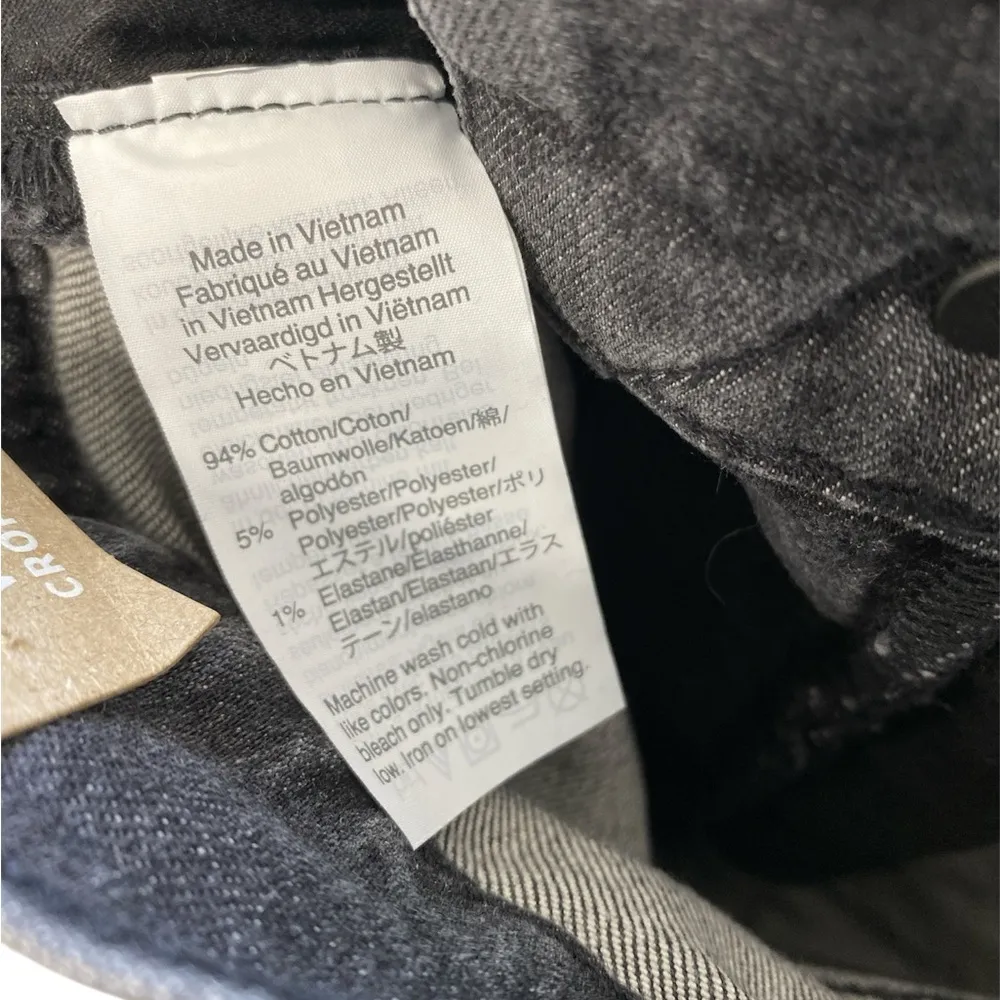 Made in Vietnam
Fabriqué au Vietnam
in Vietnam Hergestellt
Vervaardigd in Viëtnam
ベトナム製
Hecho en Vietnam
94% Cotton/Coton/
Baumwolle/Katoen/綿/
algodón
5% Polyester/Polyester/
Polyester/Polyester/ポリ
エステル/poliéster
1% Elastane/Élasthanne/
Elastan/Elastaan/エラス
テーン/elastano
Machine wash cold with
like colors. Non-chlorine
bleach only. Tumble dry
low. Iron on lowest setting.